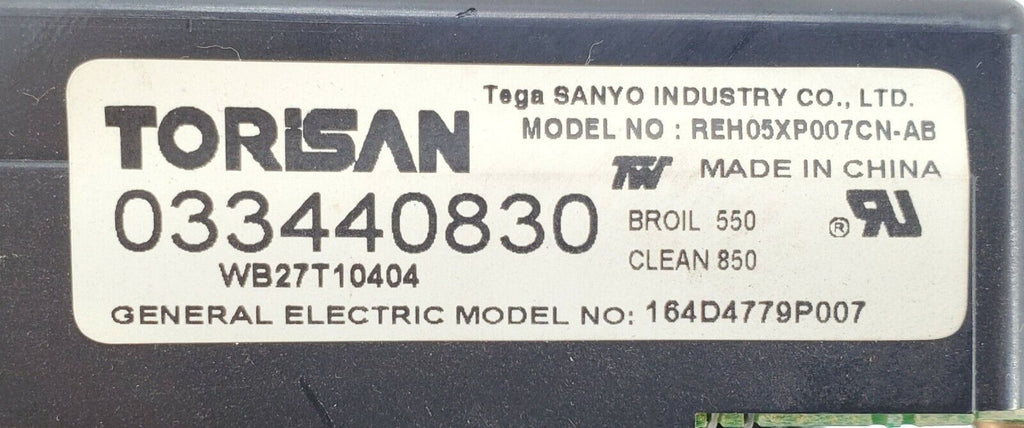 Tega SANYO INDUSTRY CO., LTD.
TORiSAN
MODEL NO : REH05XP007CN-AB
MADE IN CHINA
033440830
BROIL 550
® RU
WB27T10404
CLEAN 850
GENERAL ELECTRIC MODEL NO: 164D4779P007